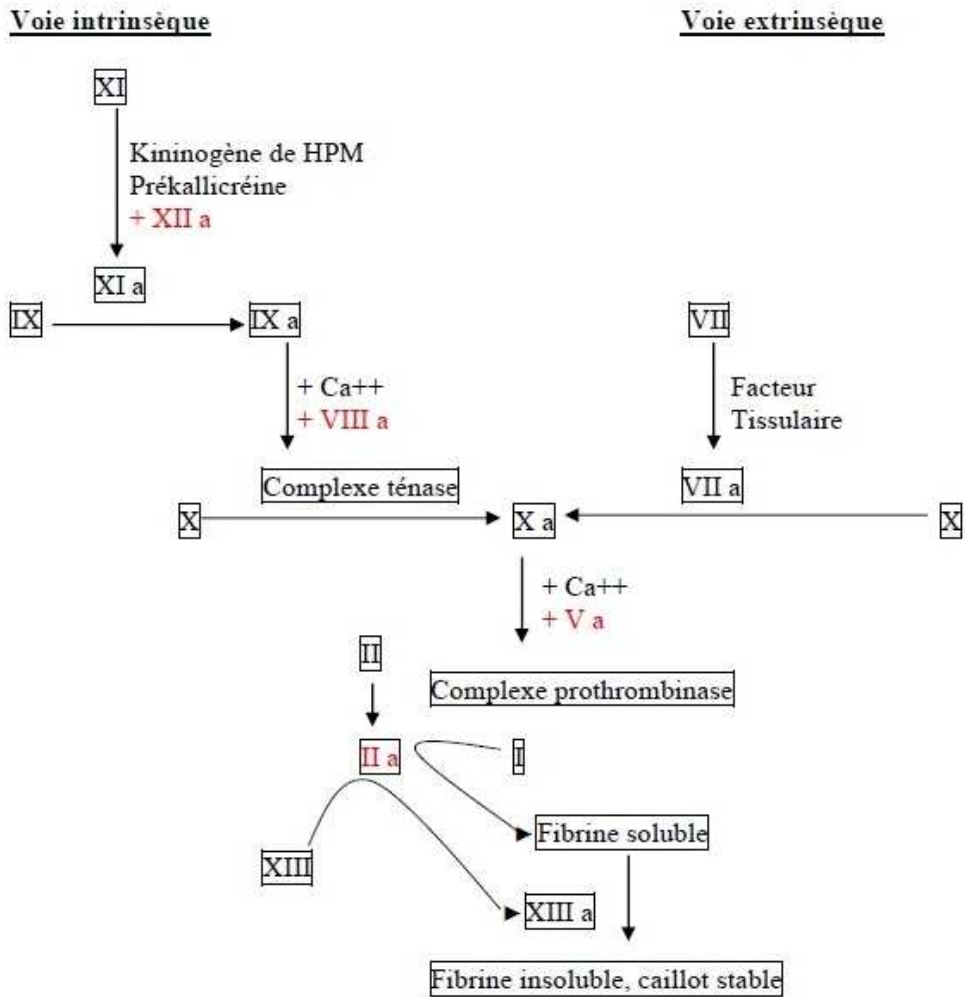 Voie intrinsèque
Voie extrinsèque
XI
Kininogène de HPM
Prékallicréine
+ XII a
XI a
IX
IX a
VII
+ Ca++
+ VIII a
Facteur
Tissulaire
Complexe ténase
VII a
X
X a
X
+ Ca++
+ V a
II
Complexe prothrombinase
II a
I
Fibrine soluble
XIII
XIII a
Fibrine insoluble, caillot stable